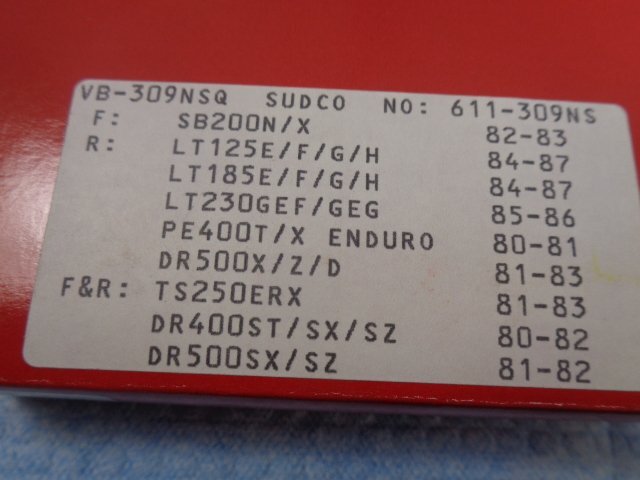 VB-309NSQ SUDCO NO: 611-309NS
F: SB200N/X 82-83
R: LT125E/F/G/H 84-87
LT185E/F/G/H 84-87
LT230GEF/GEG 85-86
PE400T/X ENDURO 80-81
DR500X/Z/D 81-83
F&R: TS250ERX 81-83
DR400ST/SX/SZ 80-82
DR500SX/SZ 81-82